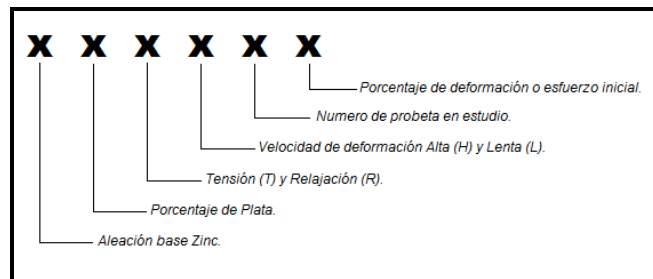 X X X X X X
Porcentaje de deformación o esfuerzo inicial.
Numero de probeta en estudio.
Velocidad de deformación Alta (H) y Lenta (L).
Tensión (T) y Relajación (R).
Porcentaje de Plata.
Aleación base Zinc.